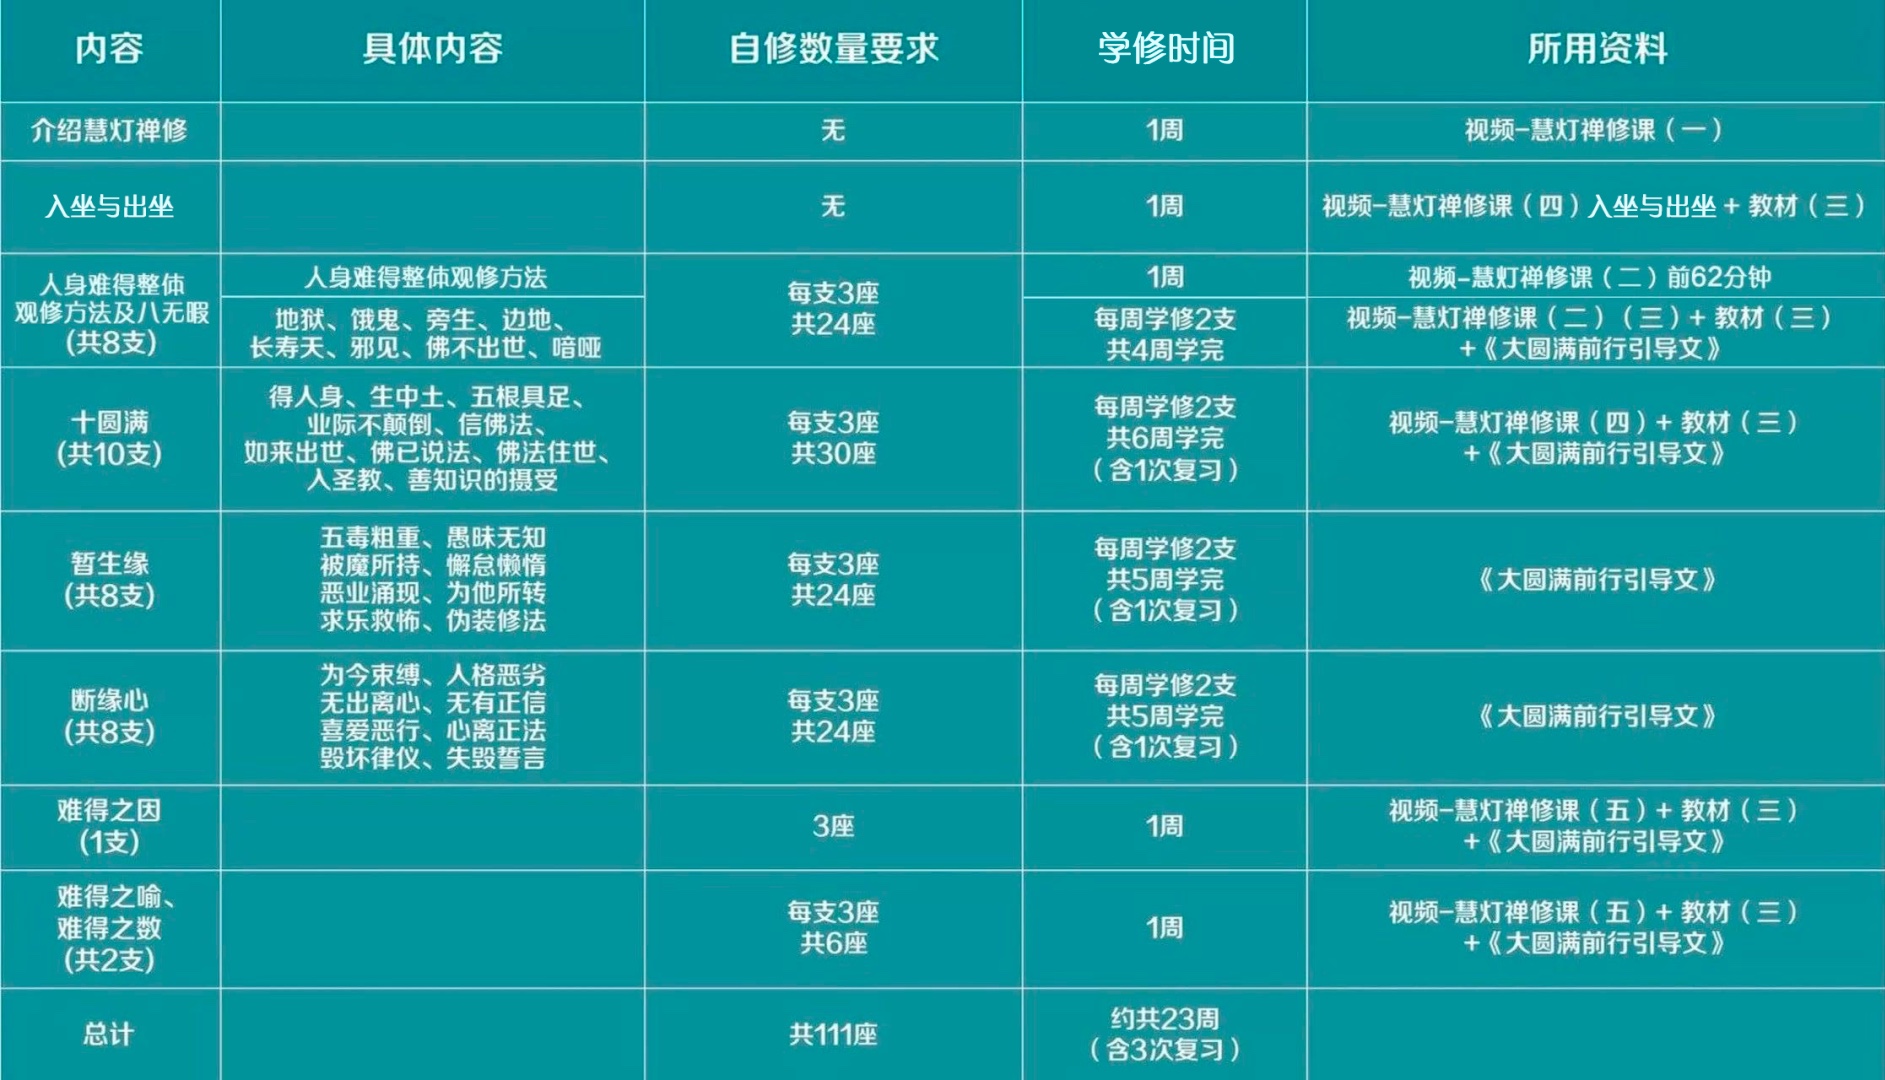 内容
具体内容
自修数量要求
学修时间
所用资料
介绍慧灯禅修
无
1周
视频-慧灯禅修课（一）
入坐与出坐
无
1周
视频-慧灯禅修课（四）入坐与出坐 + 教材（三）
人身难得整体
观修方法及八无暇
(共8支)
人身难得整体观修方法
地狱、饿鬼、旁生、边地、
长寿天、邪见、佛不出世、喑哑
每支3座
共24座
1周
每周学修2支
共4周学完
视频-慧灯禅修课（二）前62分钟
视频-慧灯禅修课（二）（三）+ 教材（三）
+《大圆满前行引导文》
十圆满
(共10支)
得人身、生中土、五根具足、
业际不颠倒、信佛法、
如来出世、佛已说法、佛法住世、
入圣教、善知识的摄受
每支3座
共30座
每周学修2支
共6周学完
（含1次复习）
视频-慧灯禅修课（四）+ 教材（三）
+《大圆满前行引导文》
暂生缘
(共8支)
五毒粗重、愚昧无知
被魔所持、懈怠懒惰
恶业涌现、为他所转
求乐救怖、伪装修法
每支3座
共24座
每周学修2支
共5周学完
（含1次复习）
《大圆满前行引导文》
断缘心
(共8支)
为今束缚、人格恶劣
无出离心、无有正信
喜爱恶行、心离正法
毁坏律仪、失毁誓言
每支3座
共24座
每周学修2支
共5周学完
（含1次复习）
《大圆满前行引导文》
难得之因
(1支)
3座
1周
视频-慧灯禅修课（五）+ 教材（三）
+《大圆满前行引导文》
难得之喻、
难得之数
(共2支)
每支3座
共6座
1周
视频-慧灯禅修课（五）+ 教材（三）
+《大圆满前行引导文》
总计
共111座
约共23周
（含3次复习）